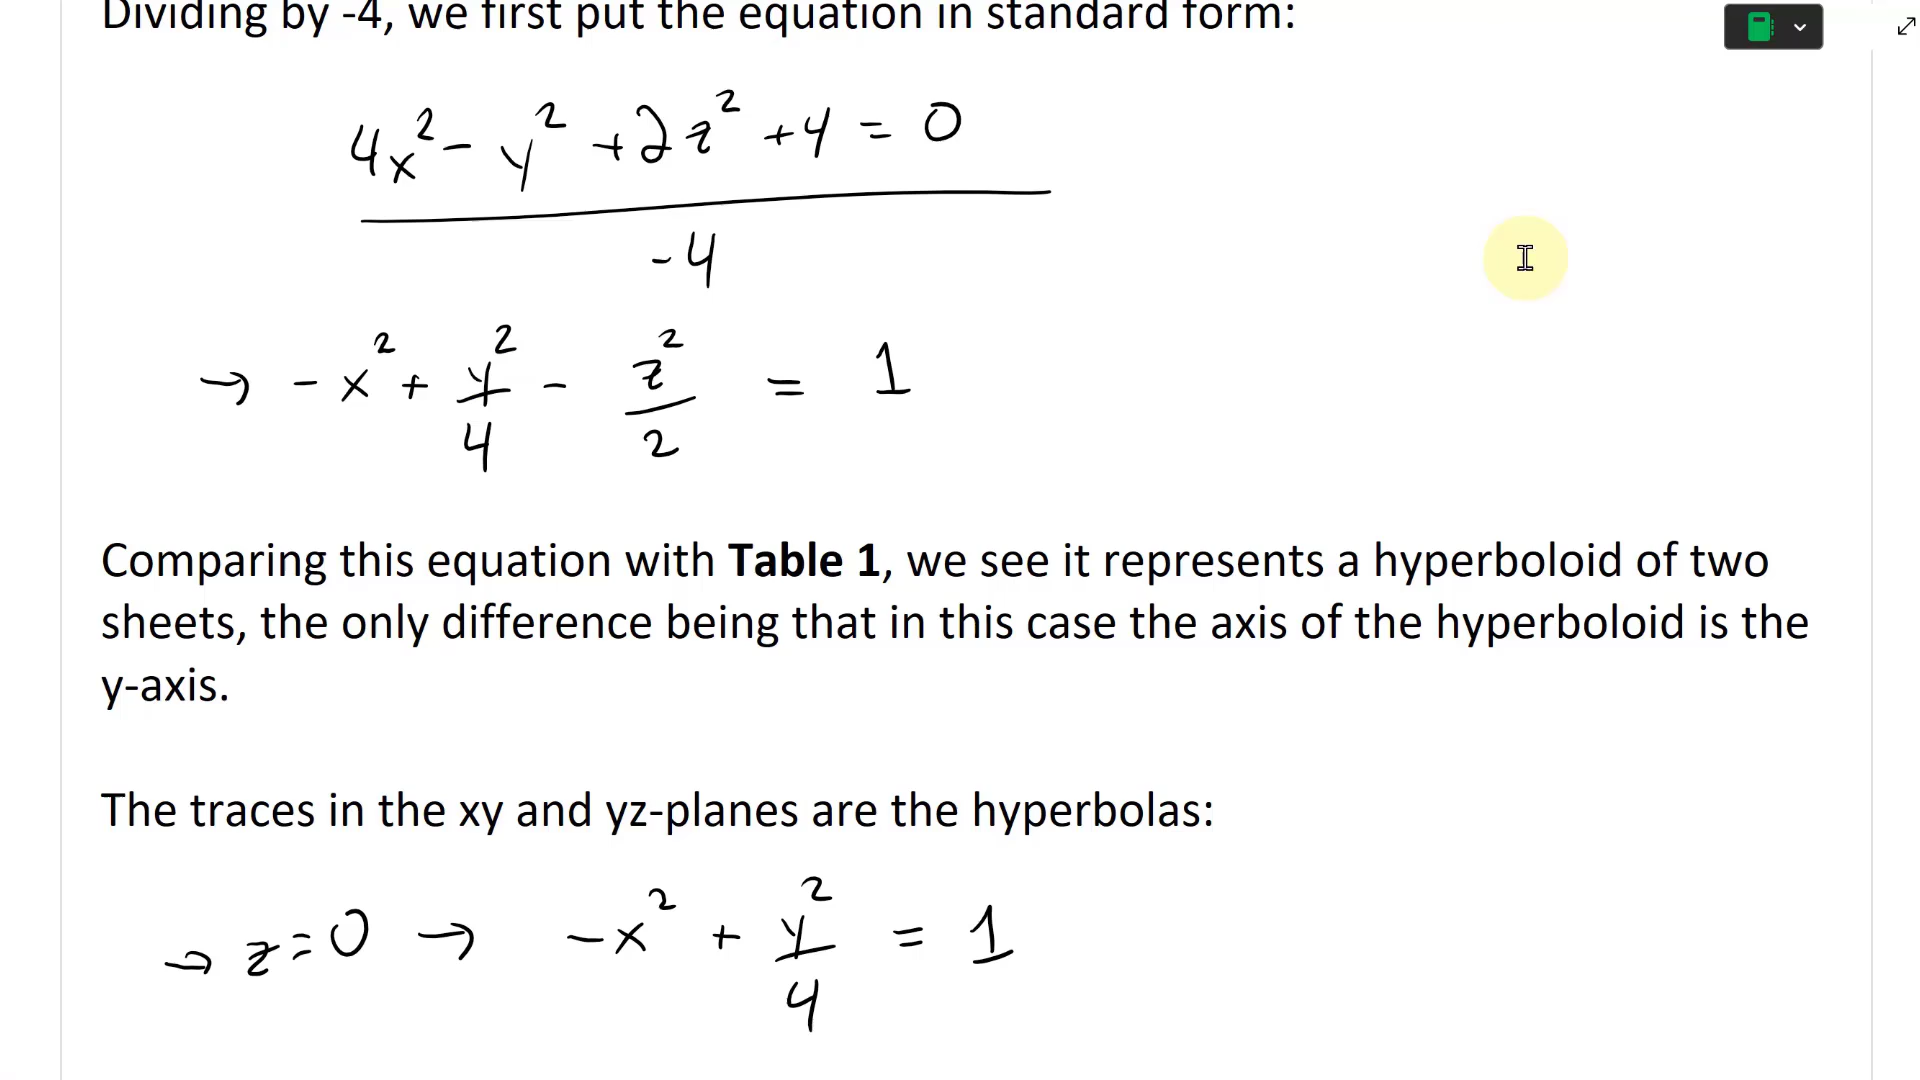 Dividing by -4, we first put the equation in standard form:
4x² - y² + 2z² + 4 = 0
-4
→ - x² + y²/4 - z²/2 = 1
Comparing this equation with Table 1, we see it represents a hyperboloid of two
sheets, the only difference being that in this case the axis of the hyperboloid is the
y-axis.
The traces in the xy and yz-planes are the hyperbolas:
→ z = 0 → -x² + y²/4 = 1